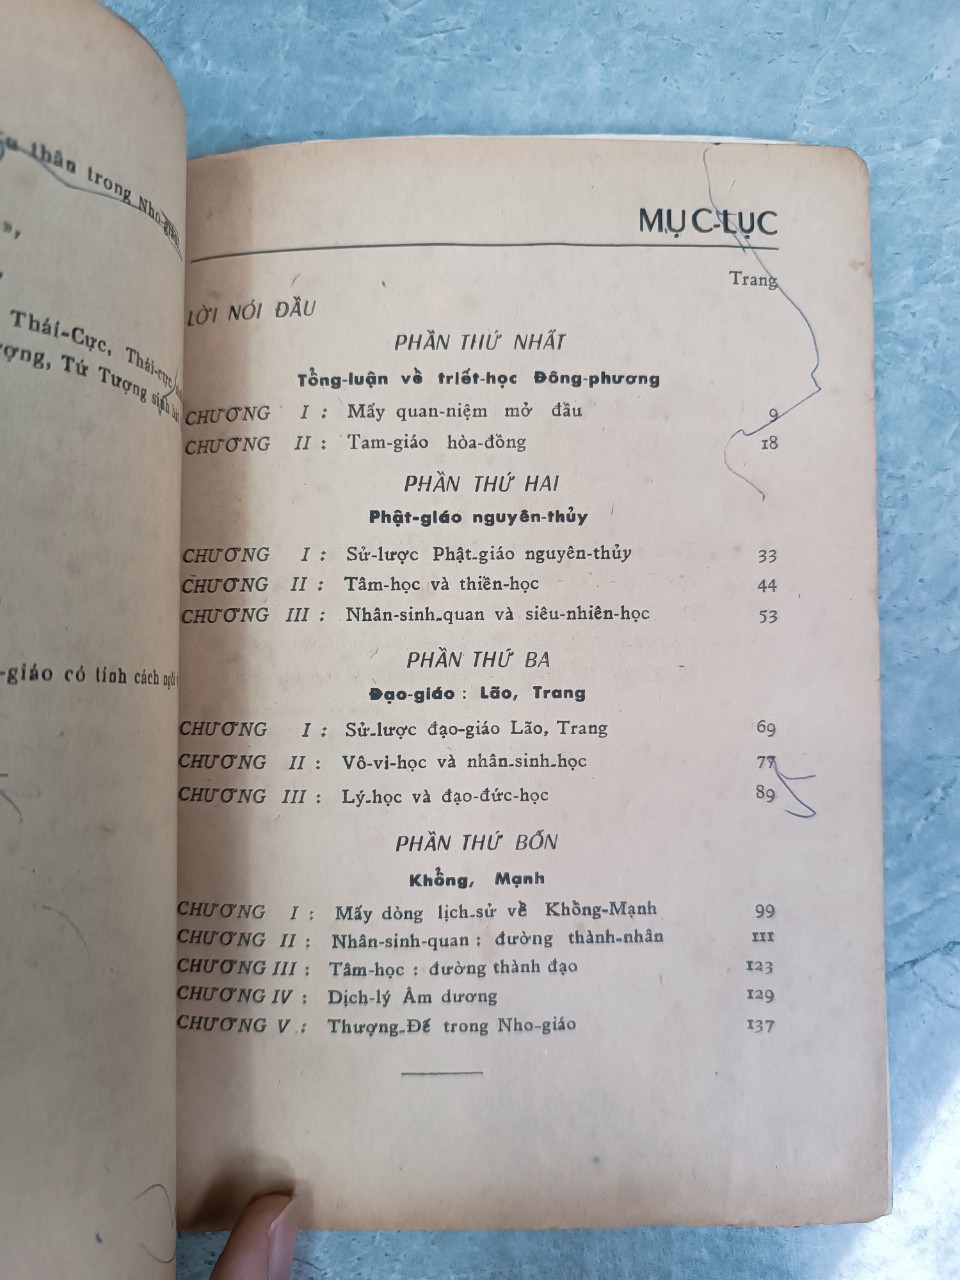 thân trong Nho-giáo
»,
Thái-Cực, Thái-cực
Tứ Tượng sinh
-giáo có tính cách
MỤC-LỤC
Trang
LỜI NÓI ĐẦU
PHẦN THỨ NHẤT
Tổng-luận về triết-học Đông-phương
CHƯƠNG I : Mấy quan-niệm mở đầu 9
CHƯƠNG II : Tam-giáo hòa-đồng 18
PHẦN THỨ HAI
Phật-giáo nguyên-thủy
CHƯƠNG I : Sử-lược Phật-giáo nguyên-thủy 33
CHƯƠNG II : Tâm-học và thiền-học 44
CHƯƠNG III : Nhân-sinh-quan và siêu-nhiên-học 53
PHẦN THỨ BA
Đạo-giáo : Lão, Trang
CHƯƠNG I : Sử-lược đạo-giáo Lão, Trang 69
CHƯƠNG II : Vô-vi-học và nhân-sinh-học 77
CHƯƠNG III : Lý-học và đạo-đức-học 89
PHẦN THỨ BỐN
Khổng, Mạnh
CHƯƠNG I : Mấy dòng lịch-sử về Khồng-Mạnh 99
CHƯƠNG II : Nhân-sinh-quan : đường thành-nhân 111
CHƯƠNG III : Tâm-học : đường thành đạo 123
CHƯƠNG IV : Dịch-lý Âm dương 129
CHƯƠNG V : Thượng-Đế trong Nho-giáo 137